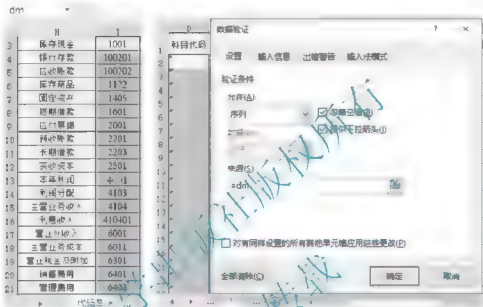 dm
H I
3 库存现金 1001
4 银行存款 100201
5 应收账款 100202
6 库存商品 1122
7 固定资产 1405
8 短期借款 1601
9 应付票据 2001
10 预收账款 2201
11 长期借款 2203
12 实收资本 2501
13 本年利润
14 利润分配 4103
15 主营业务收入 4104
16 利息收入 410401
17 营业外收入 6001
18 主营业务成本 6011
19 营业税金及附加 6301
20 销售费用 6401
21 管理费用 6403
D
1 科目代码
数据验证 ? ×
设置 输入信息 出错警告 输入法模式
验证条件
允许(A)
序列 忽略空值(B)
提供下拉箭头(I)
来源(S)
=dm
对有同样设置的所有其他单元格应用这些更改(P)
全部清除(C) 确定 取消